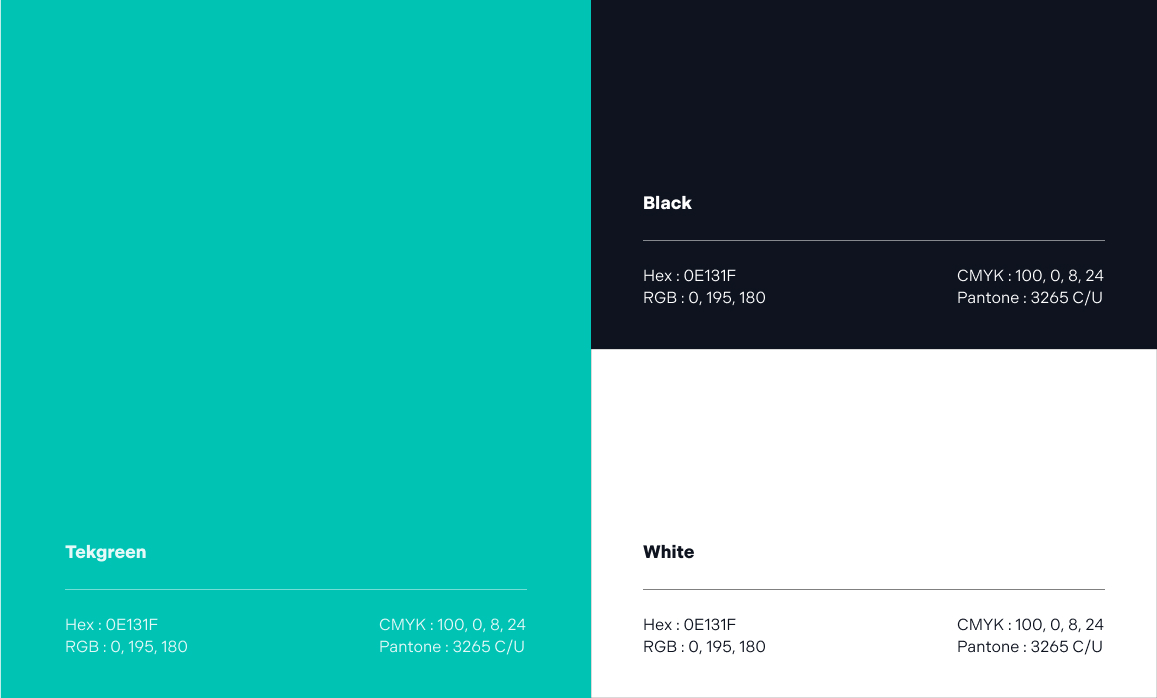 Black
Hex : 0E131F
RGB : 0, 195, 180
CMYK : 100, 0, 8, 24
Pantone : 3265 C/U
Tekgreen
Hex : 0E131F
RGB : 0, 195, 180
CMYK : 100, 0, 8, 24
Pantone : 3265 C/U
White
Hex : 0E131F
RGB : 0, 195, 180
CMYK : 100, 0, 8, 24
Pantone : 3265 C/U